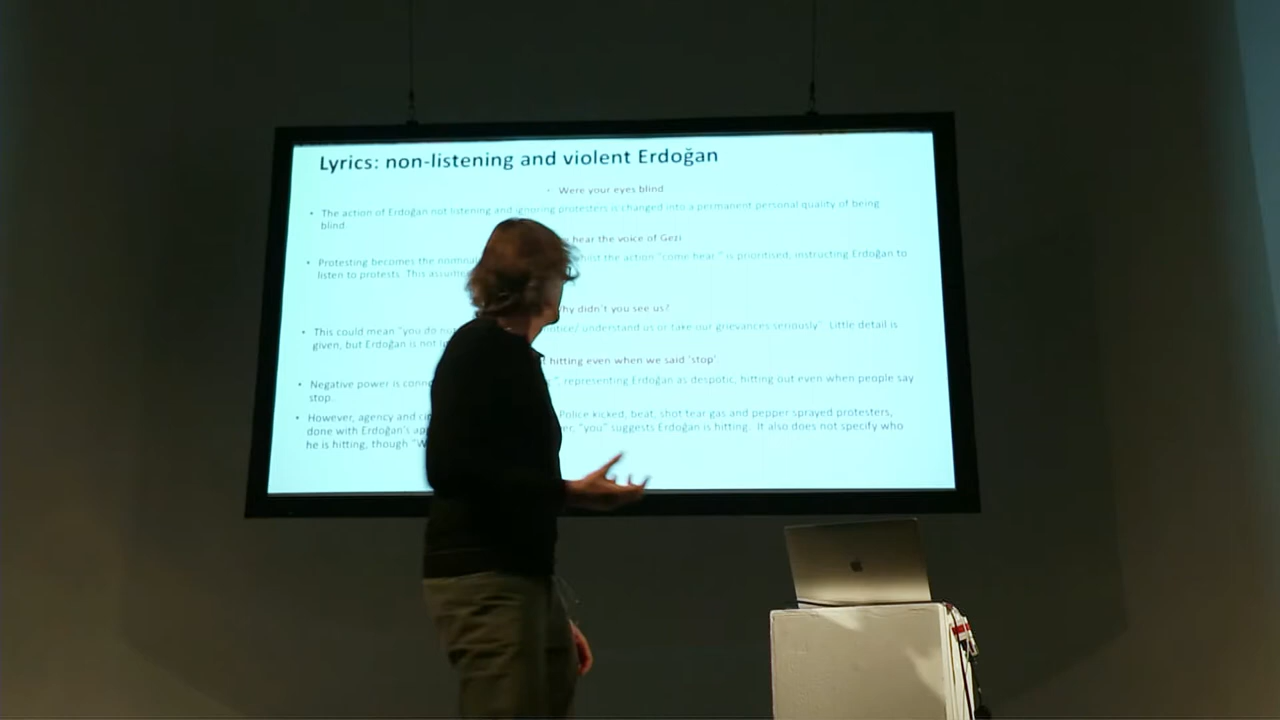 Lyrics: non-listening and violent Erdoğan
• Were your eyes blind
• The action of Erdoğan not listening and ignoring protesters is changed into a permanent personal quality of being
blind.
hear the voice of Gezi
• Protesting becomes the the action "come hear" is prioritised, instructing Erdoğan to
listen to protests. This
didn't you see us?
• This could mean "you do understand us or take our grievances seriously". Little detail is
given, but Erdoğan is not
hitting even when we said 'stop'
• Negative power is representing Erdoğan as despotic, hitting out even when people say
stop.
• However, agency and Police kicked, beat, shot tear gas and pepper sprayed protesters,
done with Erdoğan's "you" suggests Erdoğan is hitting. It also does not specify who
he is hitting, though